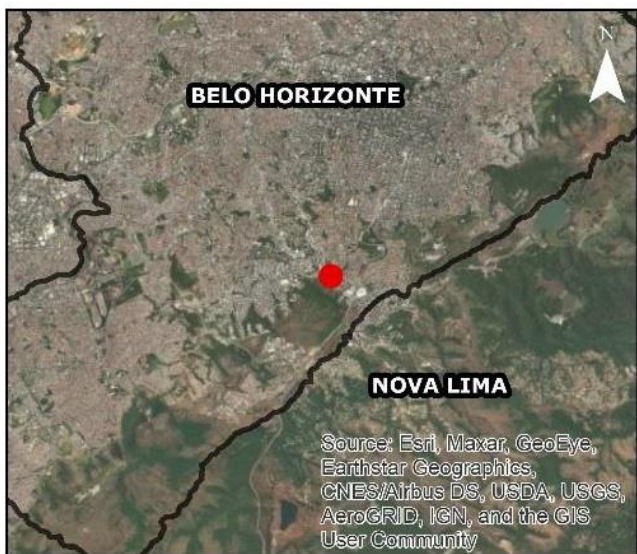 N
BELO HORIZONTE
NOVA LIMA
Source: Esri, Maxar, GeoEye,
Earthstar Geographics,
CNES/Airbus DS, USDA, USGS,
AeroGRID, IGN, and the GIS
User Community